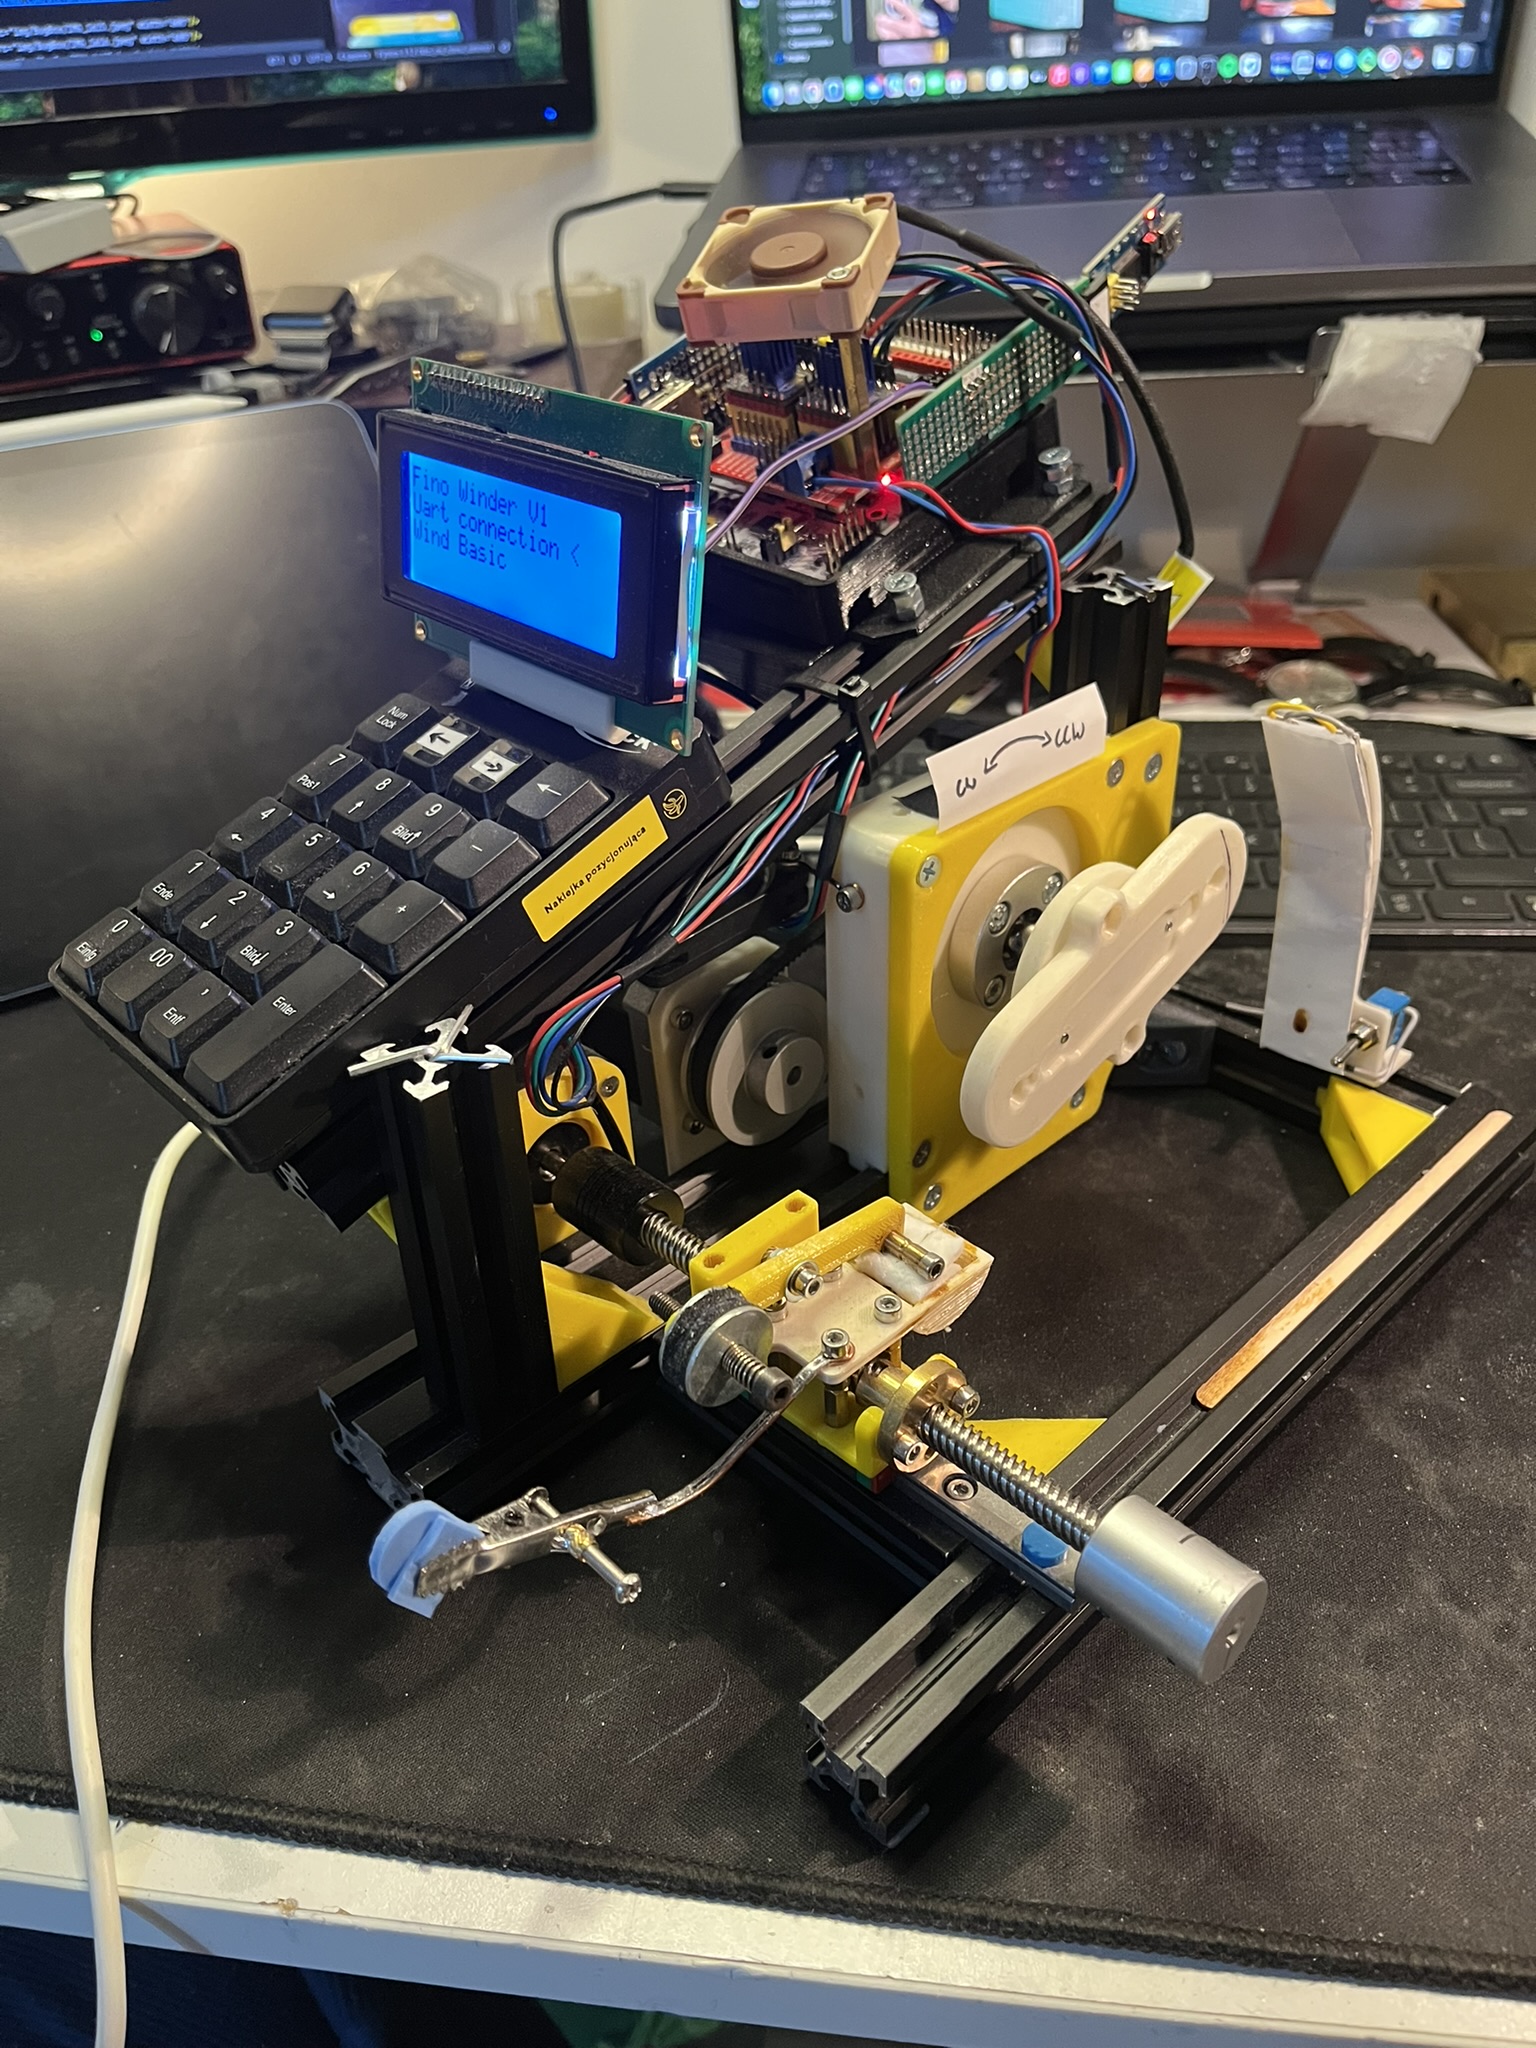 Fino Winder V1
Uart connection <
Wind Basic
Num
Lock
7
Pos1
8
9
Bild
-
4
5
6
+
1
Ende
2
3
Bild
0
Einfg
00
,
Entf
Enter
Naklejka pozycjonująca
CW
CCW